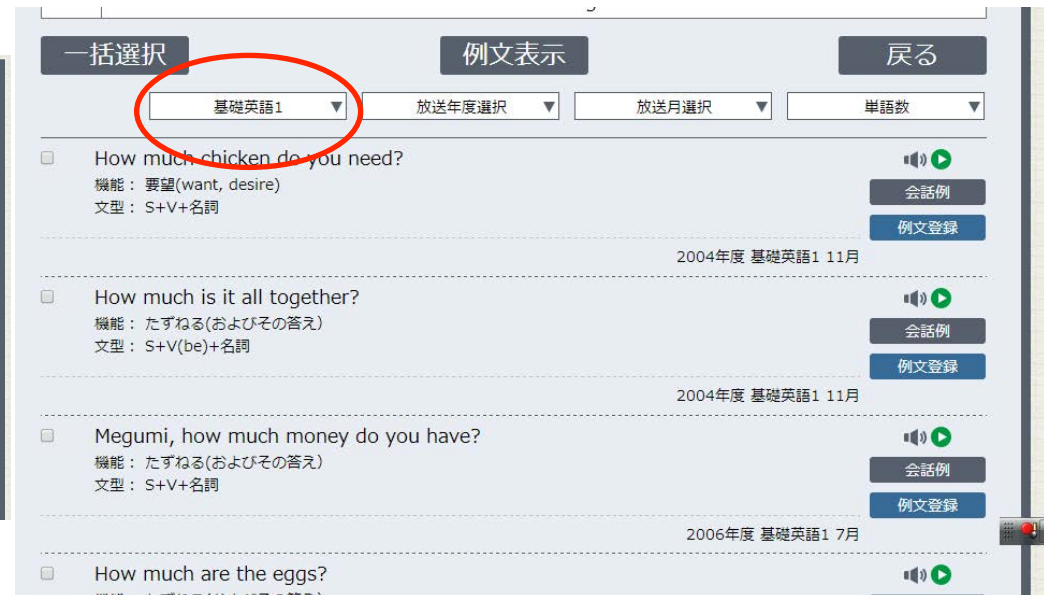 一括選択 例文表示 戻る
基礎英語1 ▼ 放送年度選択 ▼ 放送月選択 ▼ 単語数 ▼
How much chicken do you need?
機能： 要望(want, desire)
文型： S+V+名詞
会話例
例文登録
2004年度 基礎英語1 11月
How much is it all together?
機能： たずねる(およびその答え)
文型： S+V(be)+名詞
会話例
例文登録
2004年度 基礎英語1 11月
Megumi, how much money do you have?
機能： たずねる(およびその答え)
文型： S+V+名詞
会話例
例文登録
2006年度 基礎英語1 7月
How much are the eggs?